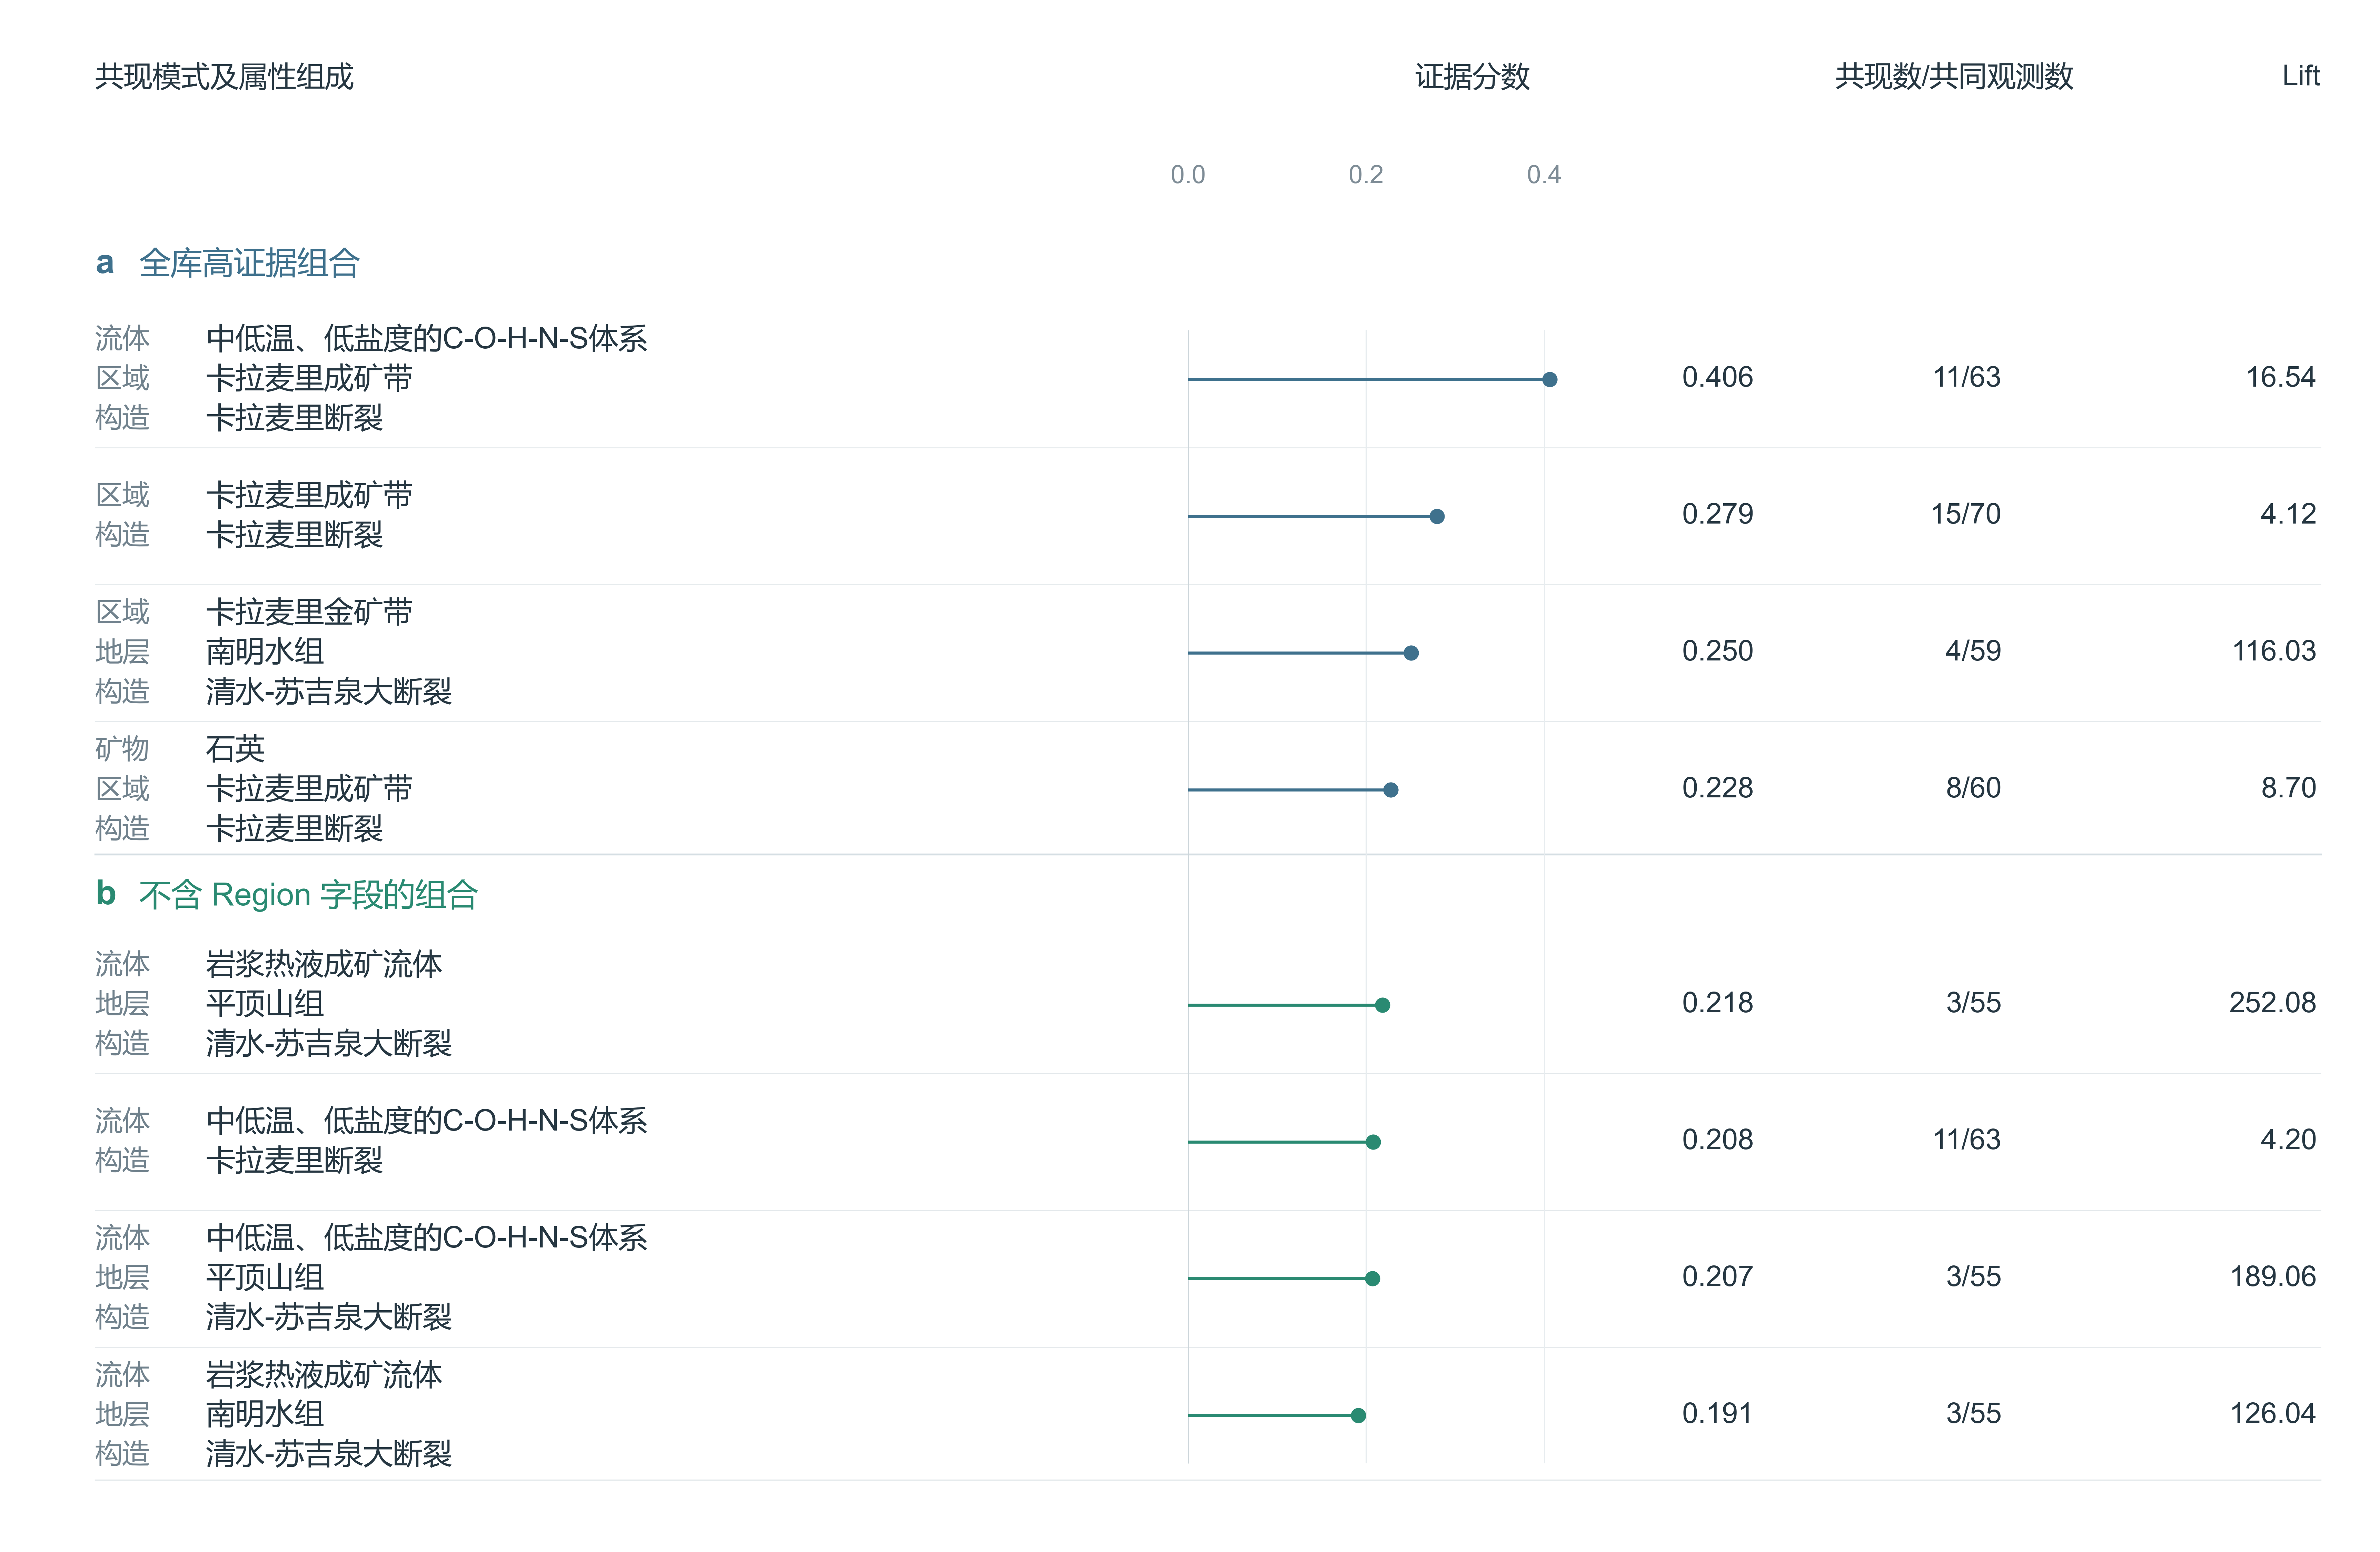 共现模式及属性组成 证据分数 共现数/共同观测数 Lift
0.0 0.2 0.4
a 全库高证据组合
流体 中低温、低盐度的C-O-H-N-S体系
区域 卡拉麦里成矿带 0.406 11/63 16.54
构造 卡拉麦里断裂
区域 卡拉麦里成矿带
0.279 15/70 4.12
构造 卡拉麦里断裂
区域 卡拉麦里金矿带
地层 南明水组 0.250 4/59 116.03
构造 清水-苏吉泉大断裂
矿物 石英
区域 卡拉麦里成矿带 0.228 8/60 8.70
构造 卡拉麦里断裂
b 不含 Region 字段的组合
流体 岩浆热液成矿流体
地层 平顶山组 0.218 3/55 252.08
构造 清水-苏吉泉大断裂
流体 中低温、低盐度的C-O-H-N-S体系
0.208 11/63 4.20
构造 卡拉麦里断裂
流体 中低温、低盐度的C-O-H-N-S体系
地层 平顶山组 0.207 3/55 189.06
构造 清水-苏吉泉大断裂
流体 岩浆热液成矿流体
地层 南明水组 0.191 3/55 126.04
构造 清水-苏吉泉大断裂